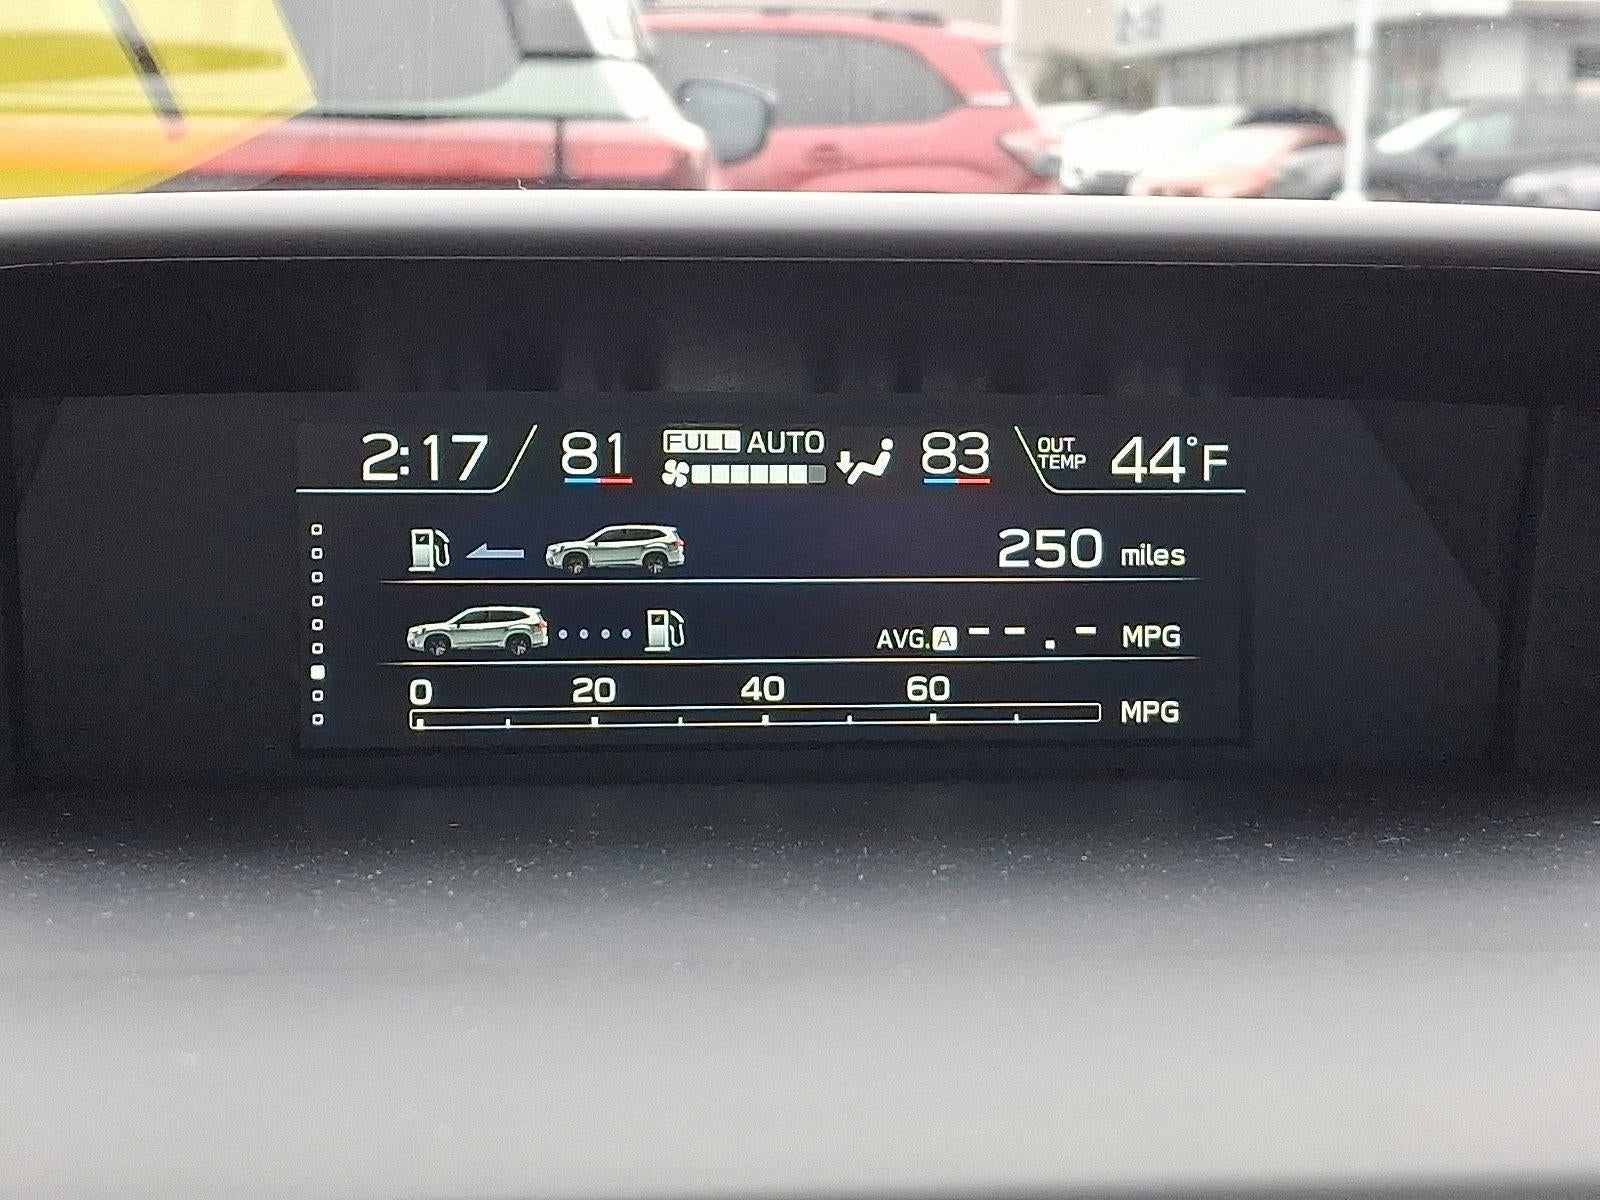 2:17 81 FULL AUTO 83 OUT TEMP 44°F
250 miles
AVG. A --.- MPG
0 20 40 60
MPG